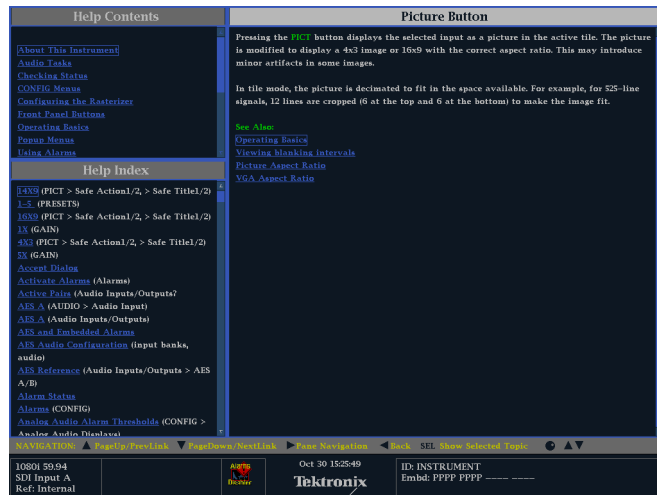 Help Contents
About This Instrument
Audio Tasks
Checking Status
CONFIG Menus
Configuring the Rasterizer
Front Panel Buttons
Operating Basics
Popup Menus
Using Alarms
Help Index
14X9 (PICT > Safe Action1/2, > Safe Title1/2)
1-5 (PRESETS)
16X9 (PICT > Safe Action1/2, > Safe Title1/2)
1X (GAIN)
4X3 (PICT > Safe Action1/2, > Safe Title1/2)
5X (GAIN)
Accept Dialog
Activate Alarms (Alarms)
Active Pairs (Audio Inputs/Outputs?
AES A (AUDIO > Audio Input)
AES A (Audio Inputs/Outputs)
AES and Embedded Alarms
AES Audio Configuration (input banks,
audio)
AES Reference (Audio Inputs/Outputs > AES
A/B)
Alarm Status
Alarms (CONFIG)
Analog Audio Alarm Thresholds (CONFIG >
Analog Audio Displays)
Picture Button
Pressing the PICT button displays the selected input as a picture in the active tile. The picture
is modified to display a 4x3 image or 16x9 with the correct aspect ratio. This may introduce
minor artifacts in some images.
In tile mode, the picture is decimated to fit in the space available. For example, for 525-line
signals, 12 lines are cropped (6 at the top and 6 at the bottom) to make the image fit.
See Also:
Operating Basics
Viewing blanking intervals
Picture Aspect Ratio
VGA Aspect Ratio
NAVIGATION: ▲ PageUp/PrevLink ▼ PageDown/NextLink ▶ Pane Navigation ◀ Back SEL Show Selected Topic ▲▼
1080i 59.94
SDI Input A
Ref: Internal
Alarms
Disabled
Oct 30 15:25:49
Tektronix
ID: INSTRUMENT
Embd: PPPP PPPP ---- ----